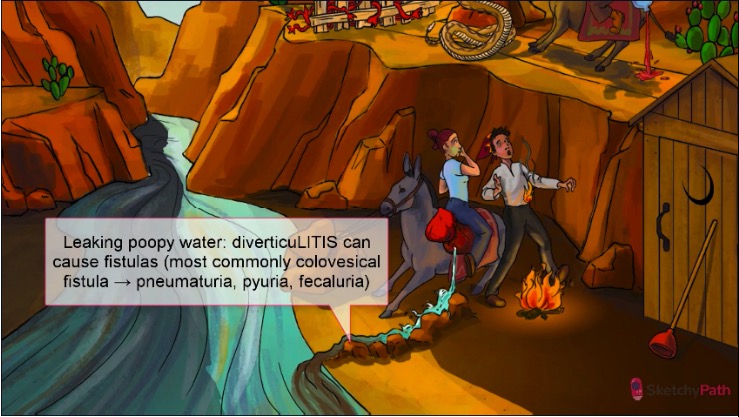 Leaking poopy water: diverticuLITIS can
cause fistulas (most commonly colovesical
fistula → pneumaturia, pyuria, fecaluria)
SketchyPath